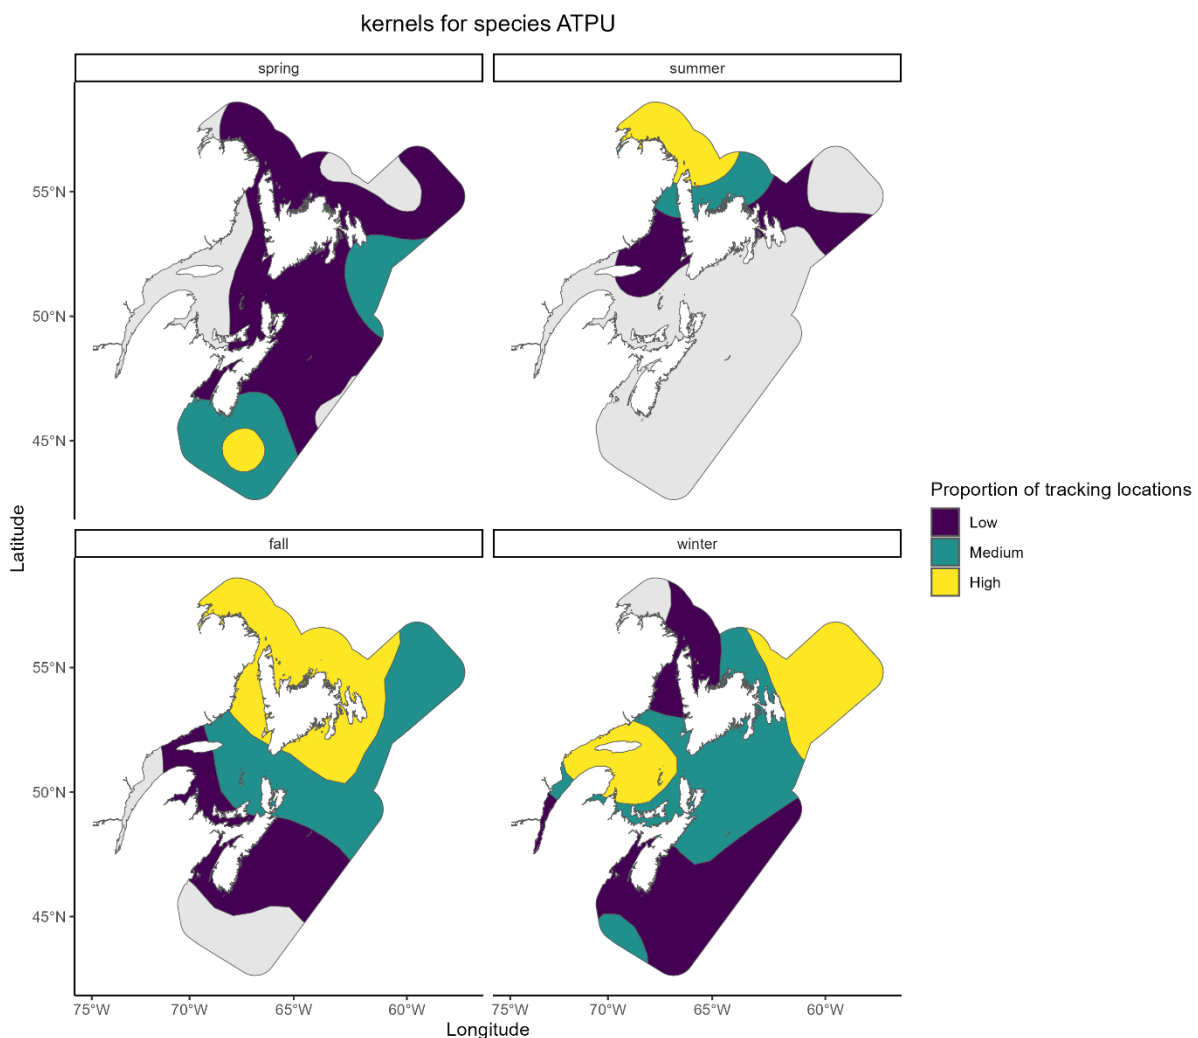 kernels for species ATPU
spring
summer
55°N
50°N
45°N
Latitude
fall
winter
55°N
50°N
45°N
75°W
70°W
65°W
60°W
75°W
70°W
65°W
60°W
Longitude
Proportion of tracking locations
Low
Medium
High